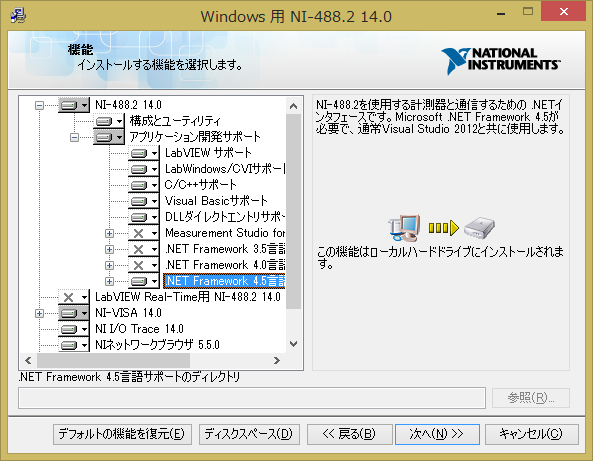 Windows 用 NI-488.2 14.0
機能
インストールする機能を選択します。
NATIONAL
INSTRUMENTS
NI-488.2 14.0
構成とユーティリティ
アプリケーション開発サポート
LabVIEW サポート
LabWindows/CVIサポート
C/C++サポート
Visual Basicサポート
DLLダイレクトエントリサポ
Measurement Studio for
.NET Framework 3.5言語
.NET Framework 4.0言語
.NET Framework 4.5言語
LabVIEW Real-Time用 NI-488.2 14.0
NI-VISA 14.0
NI I/O Trace 14.0
NIネットワークブラウザ 5.5.0
NI-488.2を使用する計測器と通信するための .NETイ
ンタフェースです。Microsoft .NET Framework 4.5が
必要で、通常Visual Studio 2012と共に使用します。
この機能はローカルハードドライブにインストールされま
す。
.NET Framework 4.5言語サポートのディレクトリ
参照(R)...
デフォルトの機能を復元(E)
ディスクスペース(D)
<< 戻る(B)
次へ(N) >>
キャンセル(C)